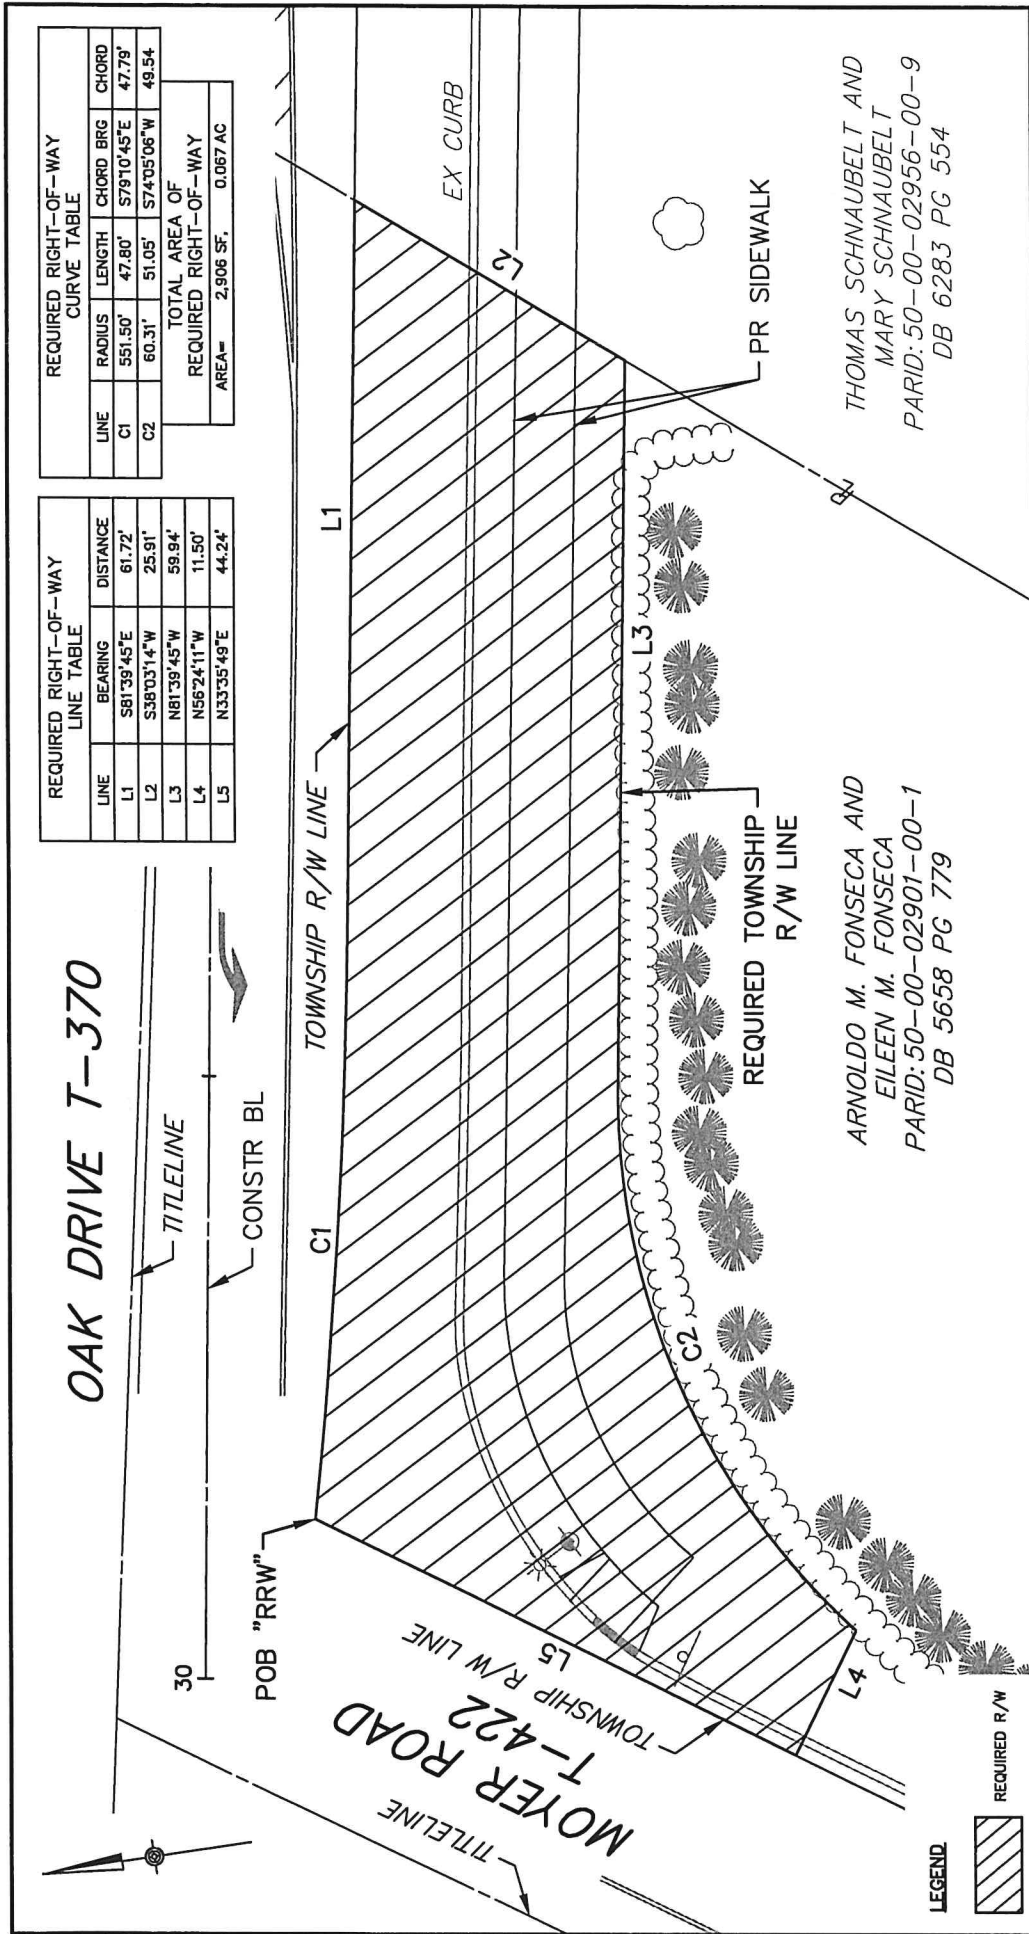 OAK DRIVE T-370
TITLELINE
CONSTR BL
30
POB "RRW"
MOYER ROAD
T-422
TITLELINE
TOWNSHIP R/W LINE
L5
L4
C1
TOWNSHIP R/W LINE
L1
L2
EX CURB
PR SIDEWALK
L3
C2
REQUIRED TOWNSHIP
R/W LINE
REQUIRED RIGHT-OF-WAY
LINE TABLE
LINE BEARING DISTANCE
L1 S81°39'45"E 61.72'
L2 S38°03'14"W 25.91'
L3 N81°39'45"W 59.94'
L4 N56°24'11"W 11.50'
L5 N33°35'49"E 44.24'
REQUIRED RIGHT-OF-WAY
CURVE TABLE
LINE RADIUS LENGTH CHORD BRG CHORD
C1 551.50' 47.80' S79°10'45"E 47.79'
C2 60.31' 51.05' S74°05'06"W 49.54
TOTAL AREA OF
REQUIRED RIGHT-OF-WAY
AREA= 2,906 SF, 0.067 AC
ARNOLDO M. FONSECA AND
EILEEN M. FONSECA
PARID: 50-00-02901-00-1
DB 5658 PG 779
THOMAS SCHNAUBELT AND
MARY SCHNAUBELT
PARID: 50-00-02956-00-9
DB 6283 PG 554
PL
LEGEND
REQUIRED R/W